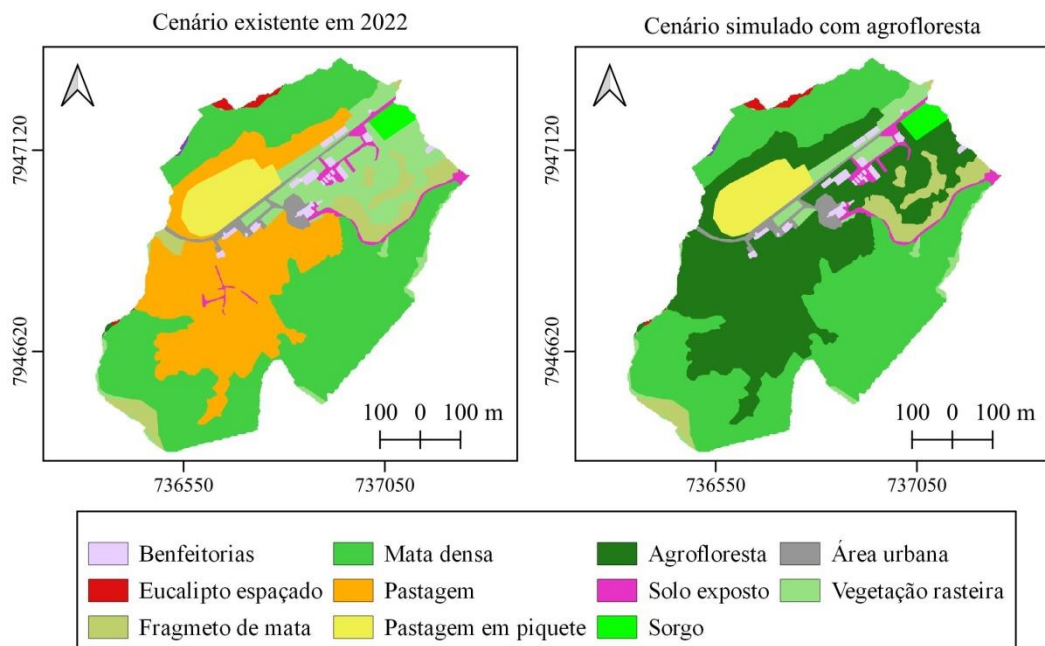 Cenário existente em 2022
Cenário simulado com agrofloresta
7947120
7946620
100 0 100 m
736550 737050
7947120
7946620
100 0 100 m
736550 737050
Benfeitorias
Mata densa
Agrofloresta
Área urbana
Eucalipto espaçado
Pastagem
Solo exposto
Vegetação rasteira
Fragmeto de mata
Pastagem em piquete
Sorgo